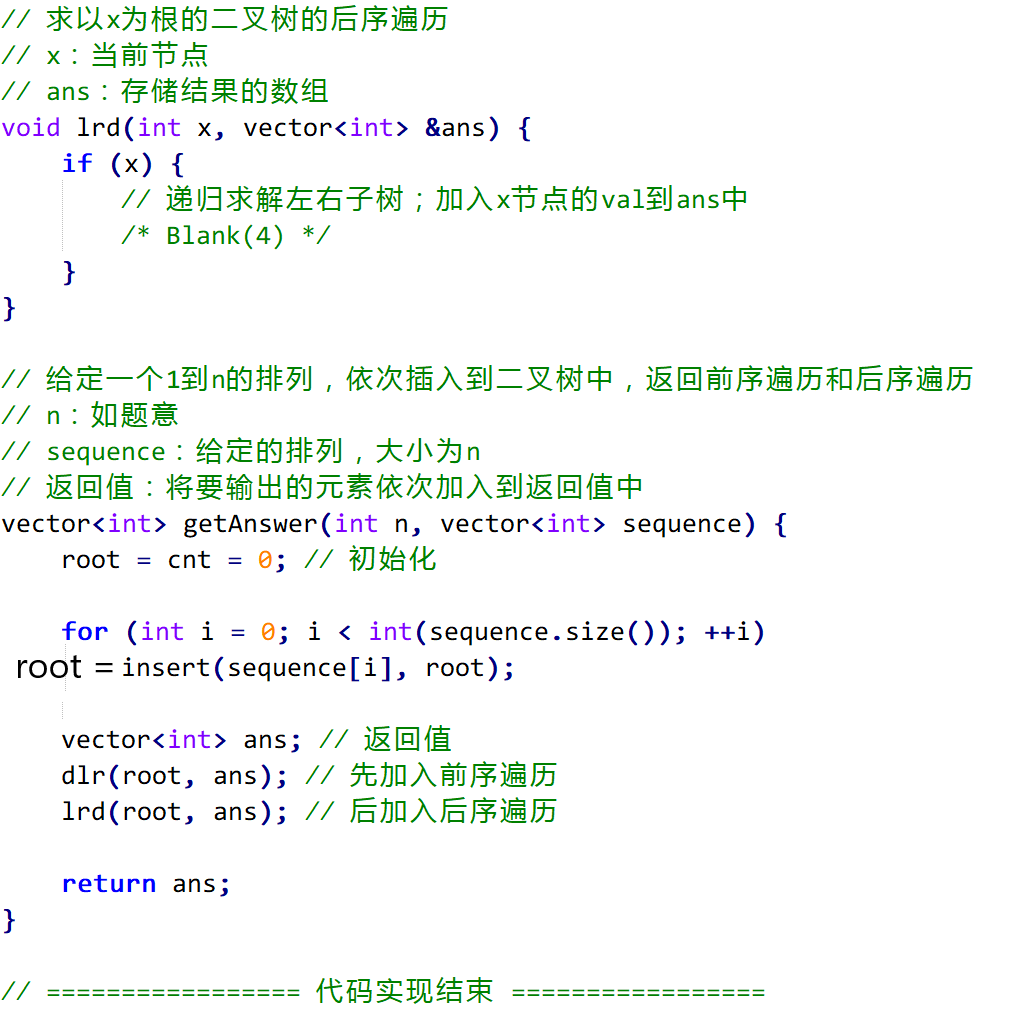 // 求以x为根的二叉树的后序遍历
// x：当前节点
// ans：存储结果的数组
void lrd(int x, vector<int> &ans) {
    if (x) {
        // 递归求解左右子树；加入x节点的val到ans中
        /* Blank(4) */
    }
}
// 给定一个1到n的排列，依次插入到二叉树中，返回前序遍历和后序遍历
// n：如题意
// sequence：给定的排列，大小为n
// 返回值：将要输出的元素依次加入到返回值中
vector<int> getAnswer(int n, vector<int> sequence) {
    root = cnt = 0; // 初始化
    for (int i = 0; i < int(sequence.size()); ++i)
 root = insert(sequence[i], root);
    vector<int> ans; // 返回值
    dlr(root, ans); // 先加入前序遍历
    lrd(root, ans); // 后加入后序遍历
    return ans;
}
// ================= 代码实现结束 =================